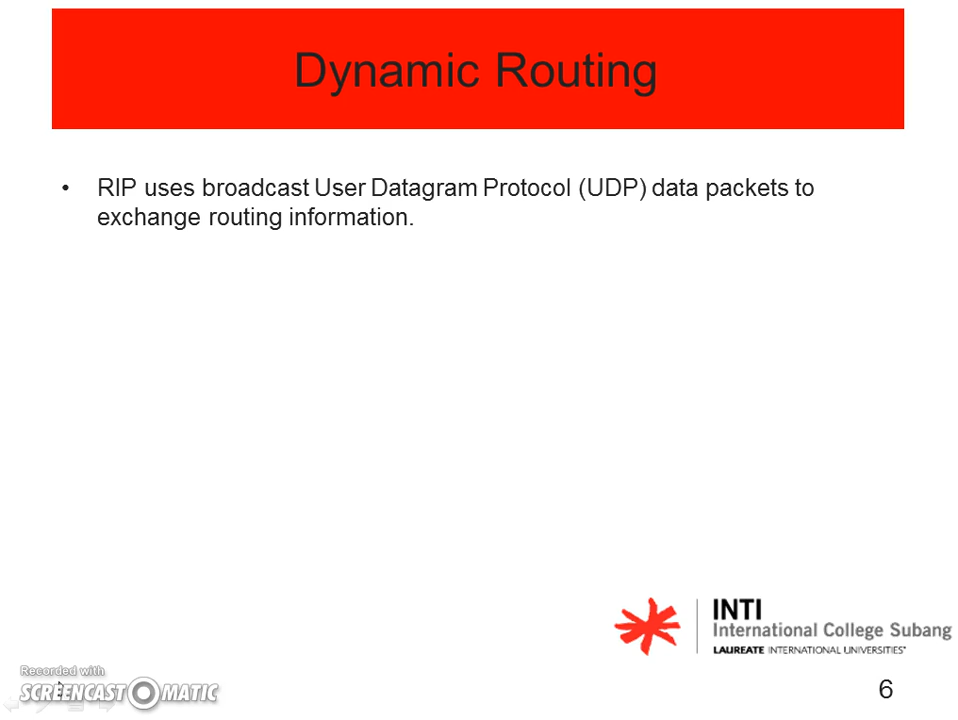 Dynamic Routing
• RIP uses broadcast User Datagram Protocol (UDP) data packets to
exchange routing information.
INTI
International College Subang
LAUREATE INTERNATIONAL UNIVERSITIES
Recorded with
SCREENCAST-O-MATIC
6